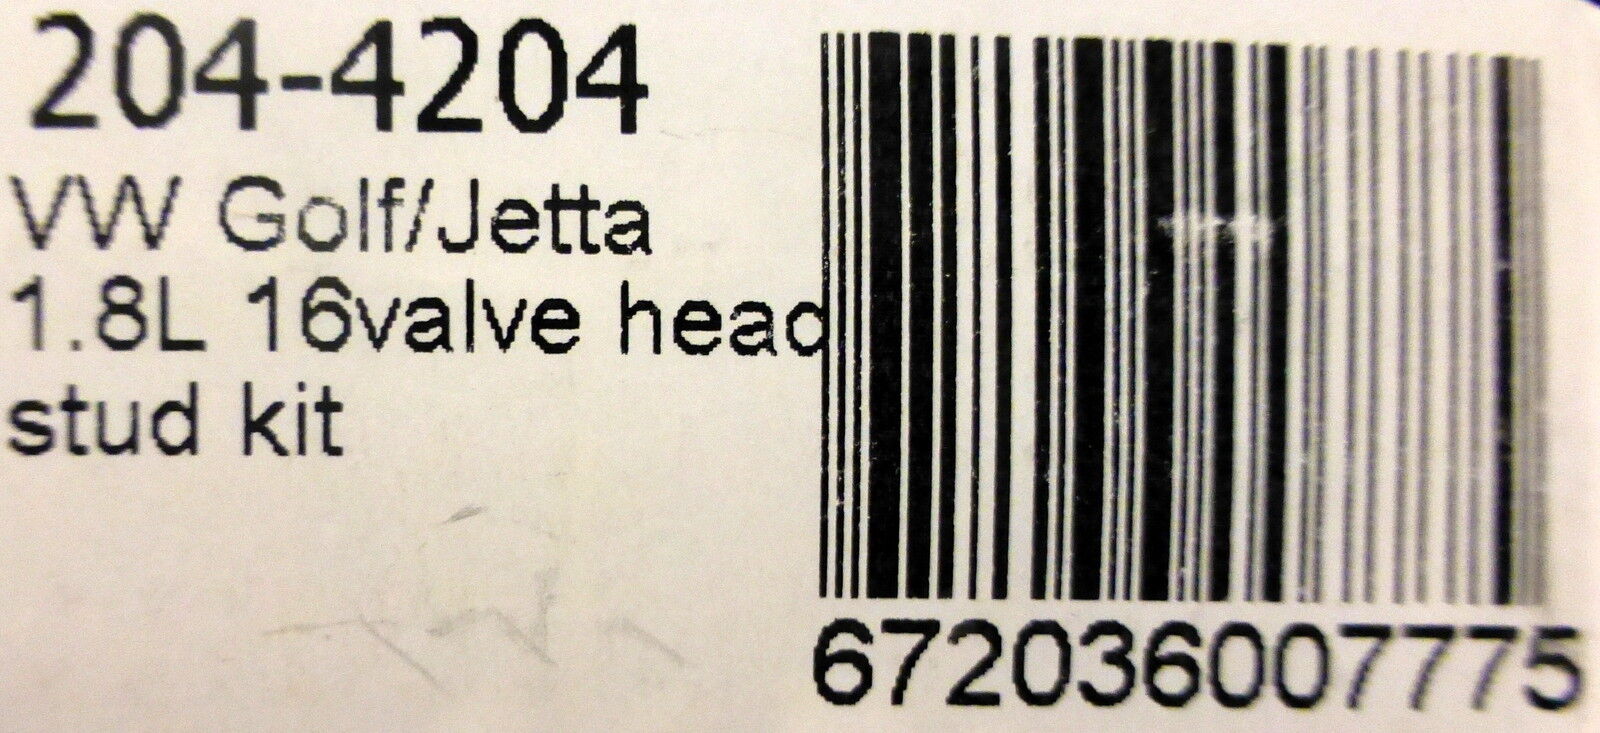 204-4204
VW Golf/Jetta
1.8L 16valve head
stud kit
672036007775